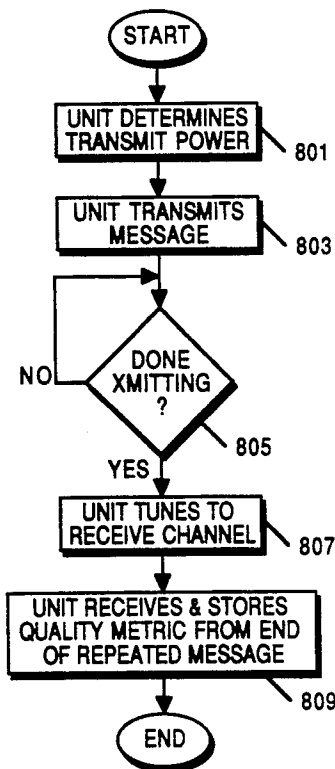 START
UNIT DETERMINES
TRANSMIT POWER
801
UNIT TRANSMITS
MESSAGE
803
DONE
XMITTING
?
NO
805
YES
UNIT TUNES TO
RECEIVE CHANNEL
807
UNIT RECEIVES & STORES
QUALITY METRIC FROM END
OF REPEATED MESSAGE
809
END